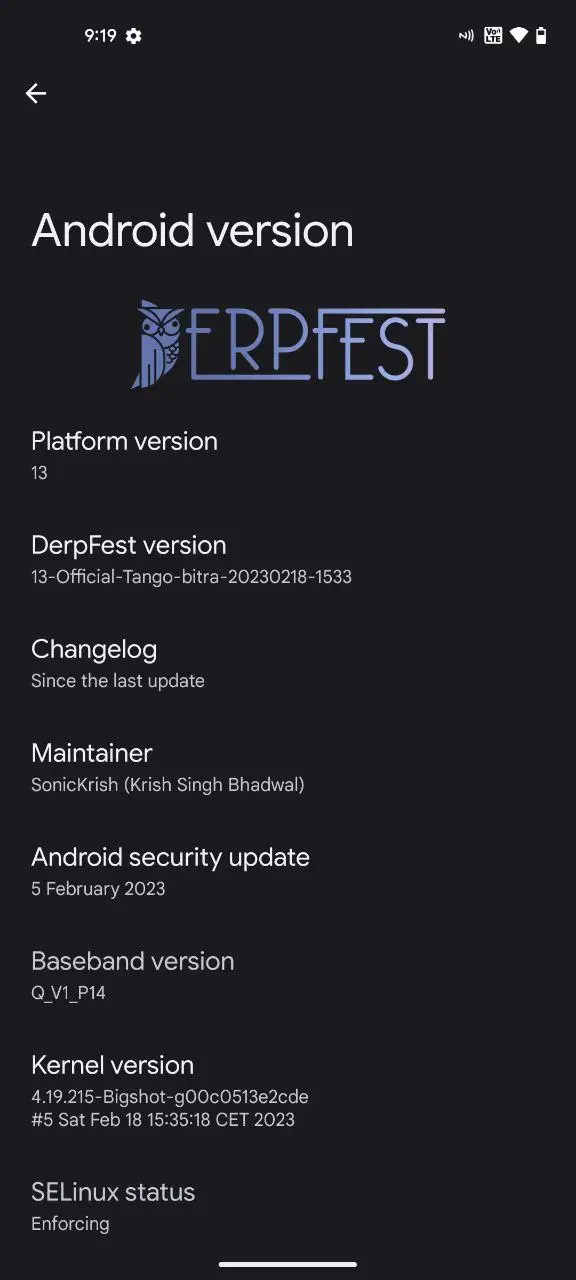 9:19
Vo))
LTE
Android version
DERPFEST
Platform version
13
DerpFest version
13-Official-Tango-bitra-20230218-1533
Changelog
Since the last update
Maintainer
SonicKrish (Krish Singh Bhadwal)
Android security update
5 February 2023
Baseband version
Q_V1_P14
Kernel version
4.19.215-Bigshot-g00c0513e2cde
#5 Sat Feb 18 15:35:18 CET 2023
SELinux status
Enforcing